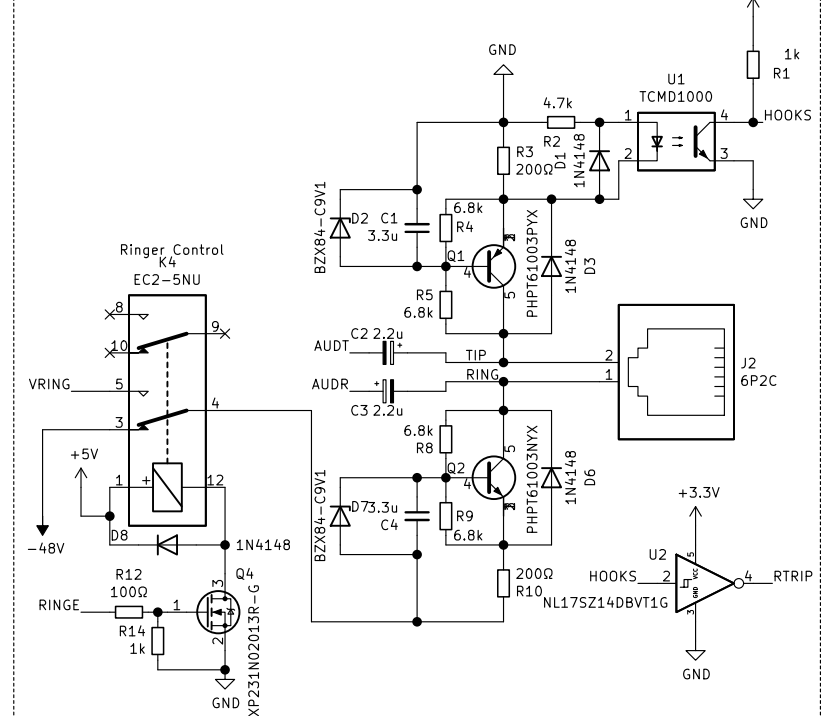 GND
1k
R1
U1
TCMD1000
1
2
4
3
HOOKS
GND
4.7k
R2
D1
1N4148
R3
200Ω
BZX84-C9V1
D2
C1
3.3u
6.8k
R4
Q1
4
5
PHPT61003PYX
1N4148
D3
R5
6.8k
Ringer Control
K4
EC2-5NU
8
9
10
VRING
5
4
3
+5V
1
+
12
-48V
D8
1N4148
AUDT
C2 2.2u
+
TIP
2
AUDR
+
RING
1
C3 2.2u
J2
6P2C
6.8k
R8
5
Q2
4
PHPT61003NYX
1N4148
D6
BZX84-C9V1
D7
3.3u
C4
R9
6.8k
200Ω
R10
R12
100Ω
RINGE
1
R14
1k
Q4
3
2
XP231N02013R-G
GND
+3.3V
U2
5
VCC
HOOKS
2
4
RTRIP
GND
3
NL17SZ14DBVT1G
GND